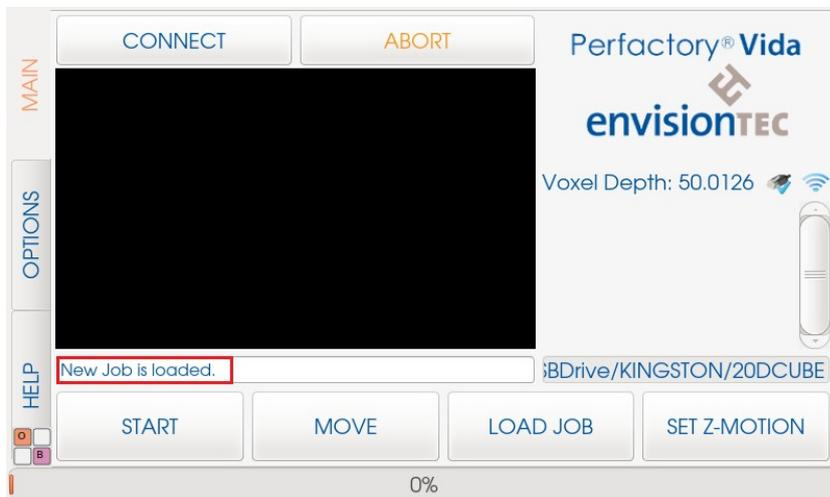 MAIN
OPTIONS
HELP
O
B
CONNECT
ABORT
Perfactory® Vida
envisionTEC
Voxel Depth: 50.0126
New Job is loaded.
SBDrive/KINGSTON/20DCUBE
START
MOVE
LOAD JOB
SET Z-MOTION
0%